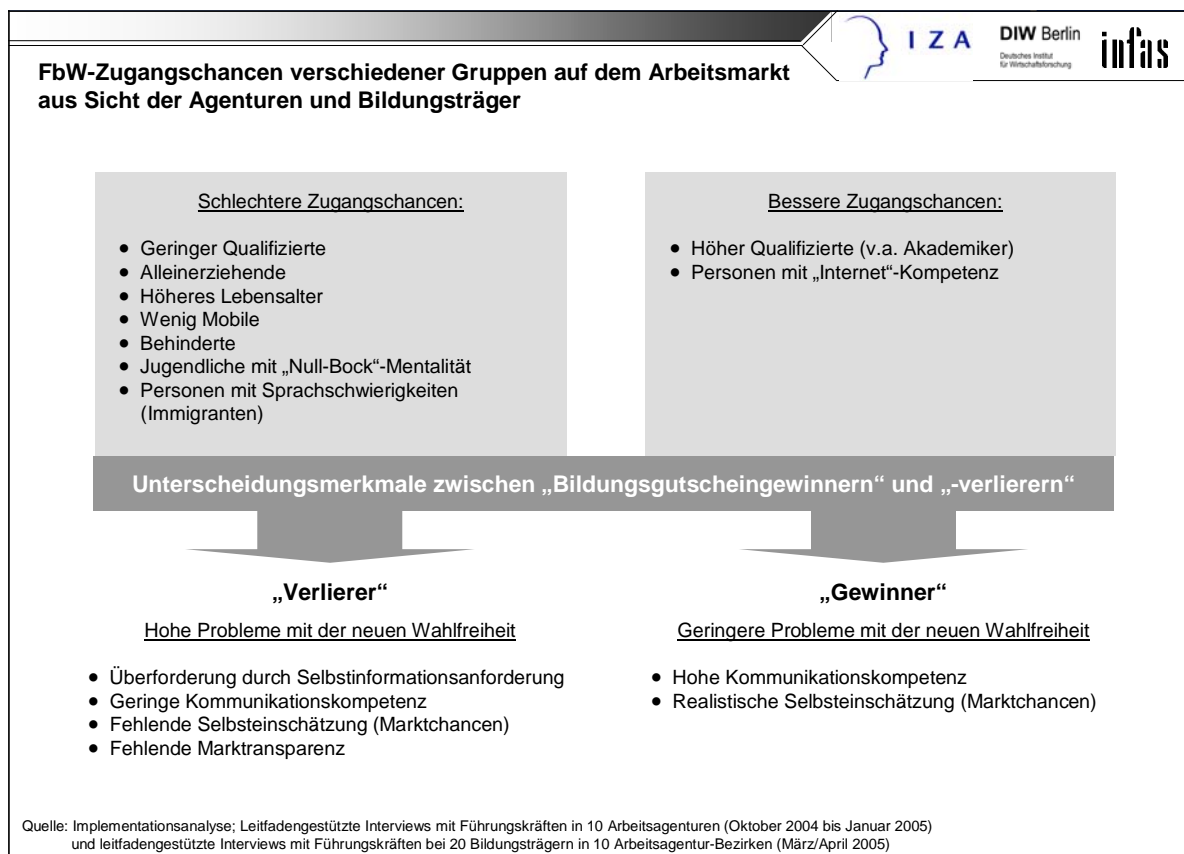 I Z A
DIW Berlin
Deutsches Institut
für Wirtschaftsforschung
infas
FbW-Zugangschancen verschiedener Gruppen auf dem Arbeitsmarkt
aus Sicht der Agenturen und Bildungsträger
Schlechtere Zugangschancen:
• Geringer Qualifizierte
• Alleinerziehende
• Höheres Lebensalter
• Wenig Mobile
• Behinderte
• Jugendliche mit „Null-Bock“-Mentalität
• Personen mit Sprachschwierigkeiten
(Immigranten)
Bessere Zugangschancen:
• Höher Qualifizierte (v.a. Akademiker)
• Personen mit „Internet“-Kompetenz
Unterscheidungsmerkmale zwischen „Bildungsgutscheingewinnern“ und „-verlierern“
„Verlierer“
Hohe Probleme mit der neuen Wahlfreiheit
• Überforderung durch Selbstinformationsanforderung
• Geringe Kommunikationskompetenz
• Fehlende Selbsteinschätzung (Marktchancen)
• Fehlende Marktransparenz
„Gewinner“
Geringere Probleme mit der neuen Wahlfreiheit
• Hohe Kommunikationskompetenz
• Realistische Selbsteinschätzung (Marktchancen)
Quelle: Implementationsanalyse; Leitfadengestützte Interviews mit Führungskräften in 10 Arbeitsagenturen (Oktober 2004 bis Januar 2005)
und leitfadengestützte Interviews mit Führungskräften bei 20 Bildungsträgern in 10 Arbeitsagentur-Bezirken (März/April 2005)